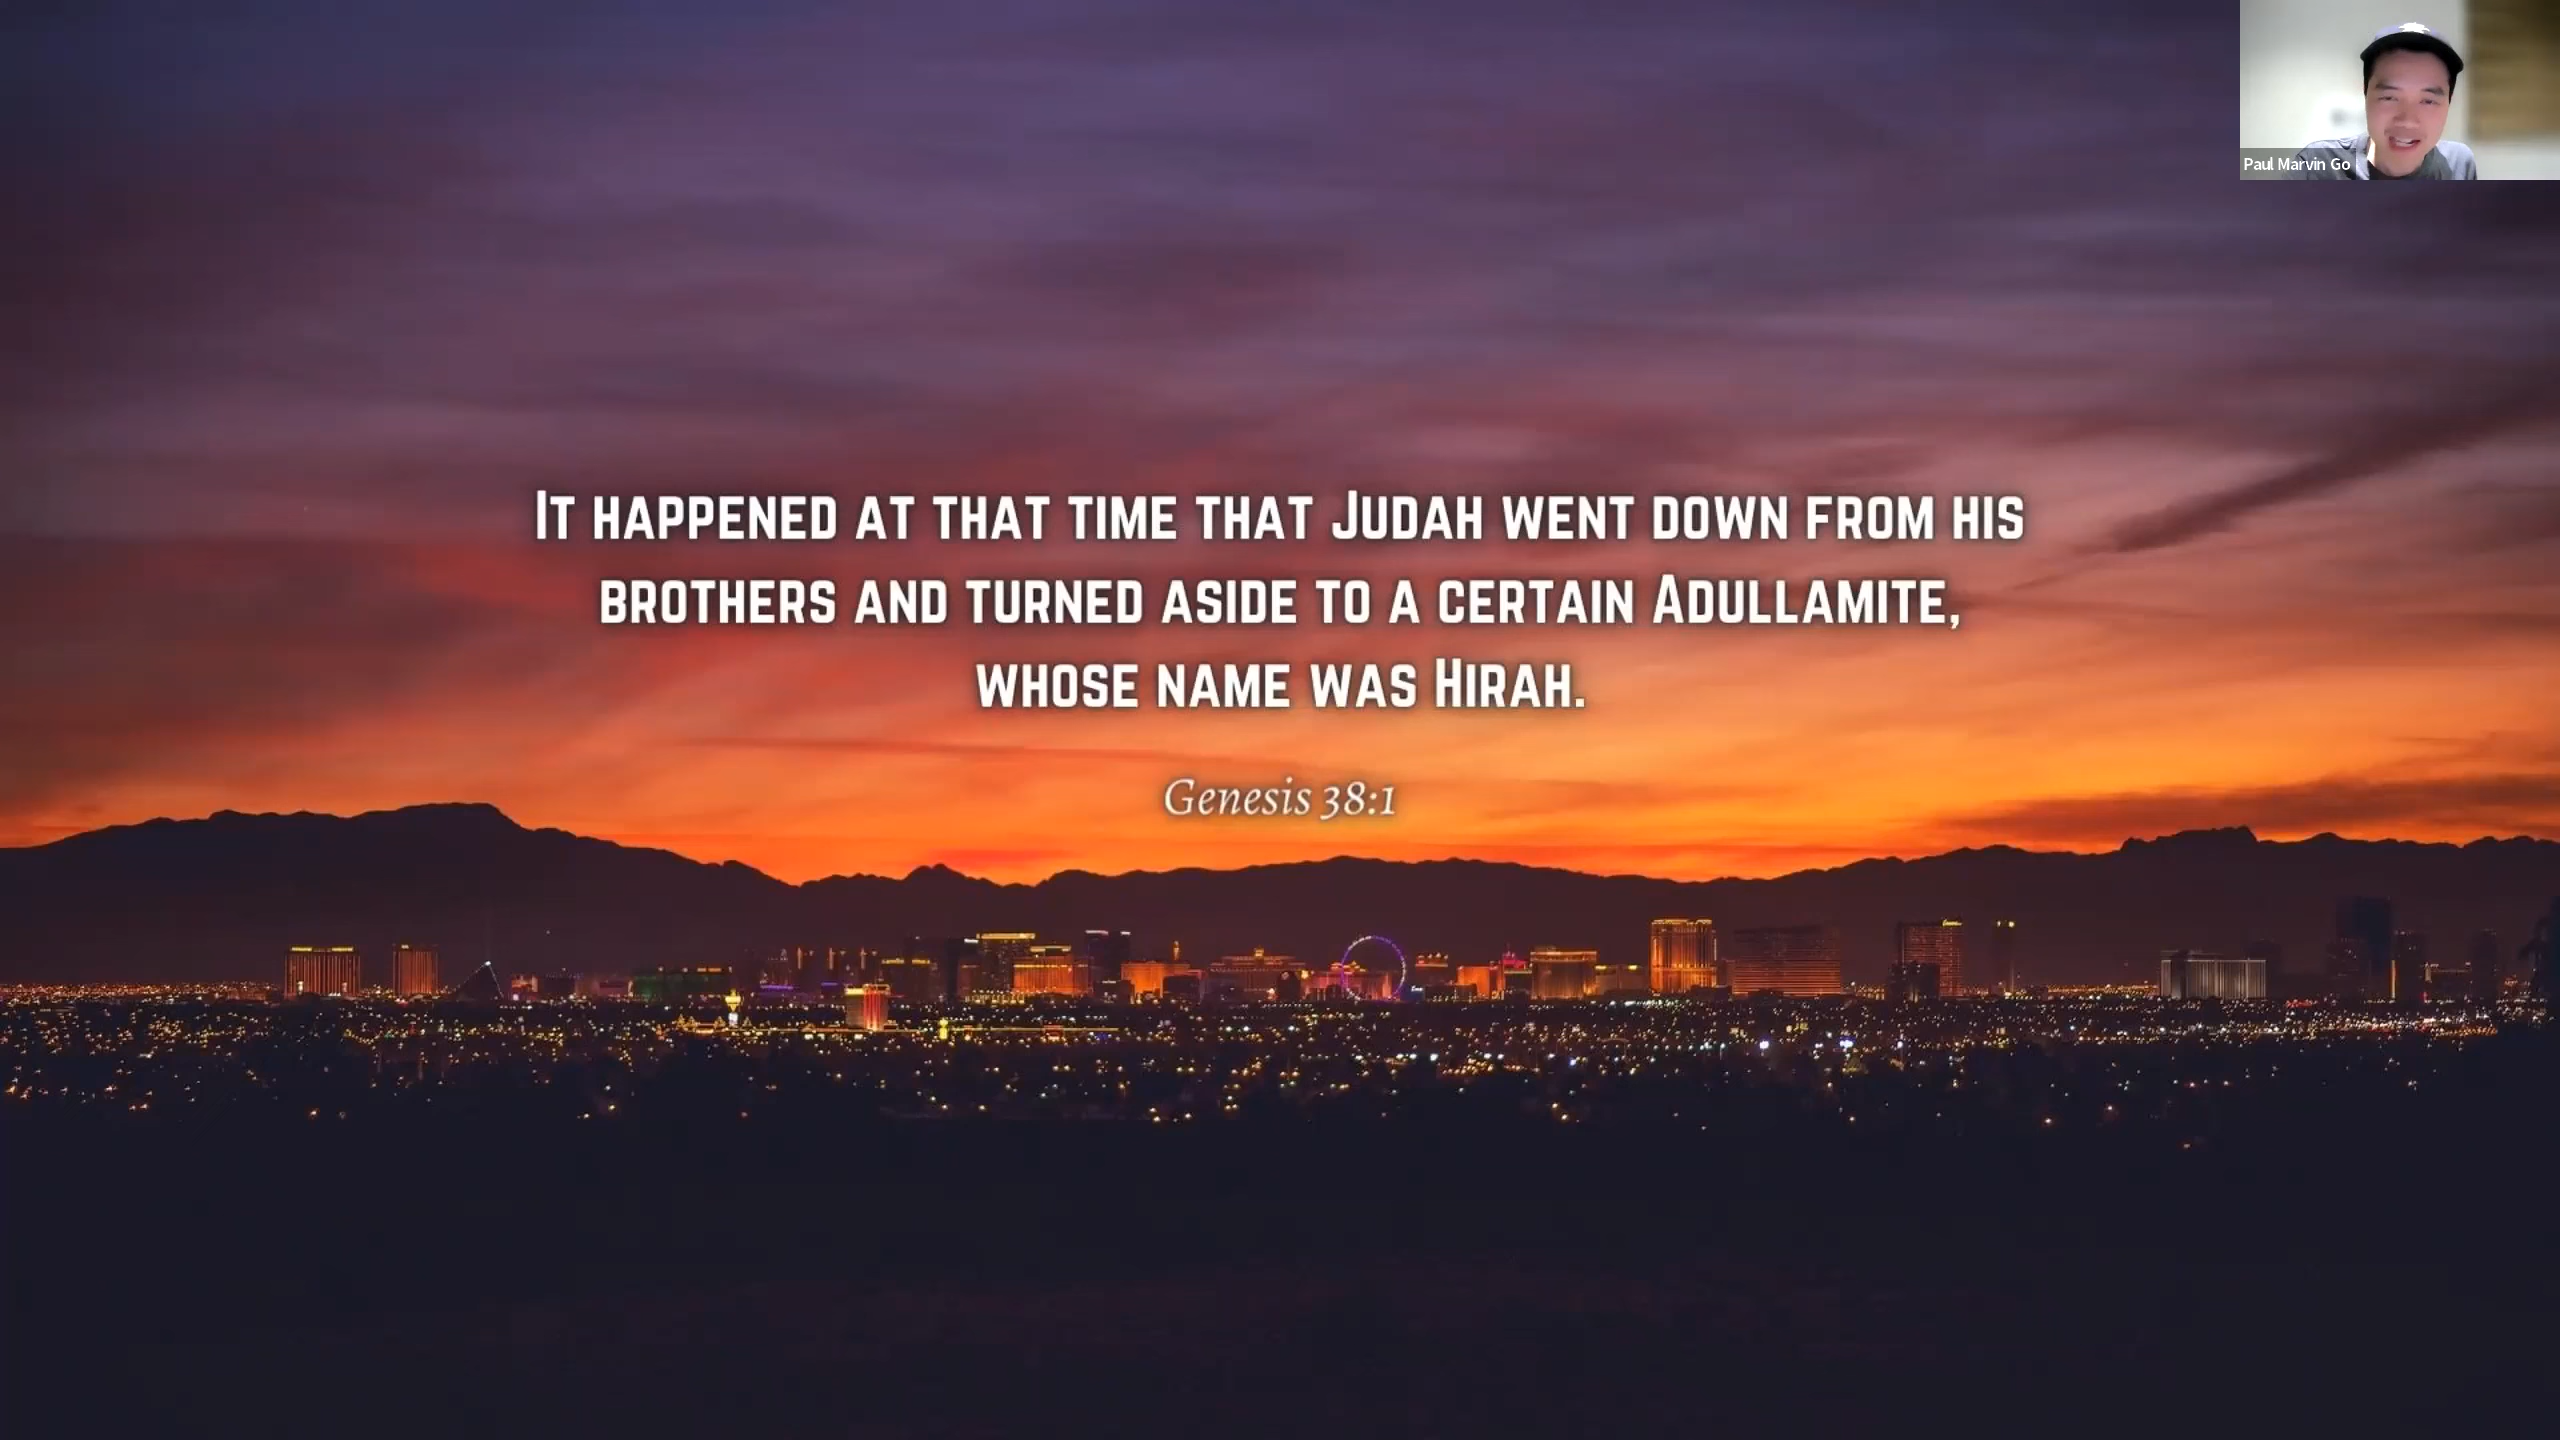 It happened at that time that Judah went down from his
brothers and turned aside to a certain Adullamite,
whose name was Hirah.
Genesis 38:1
Paul Marvin Go